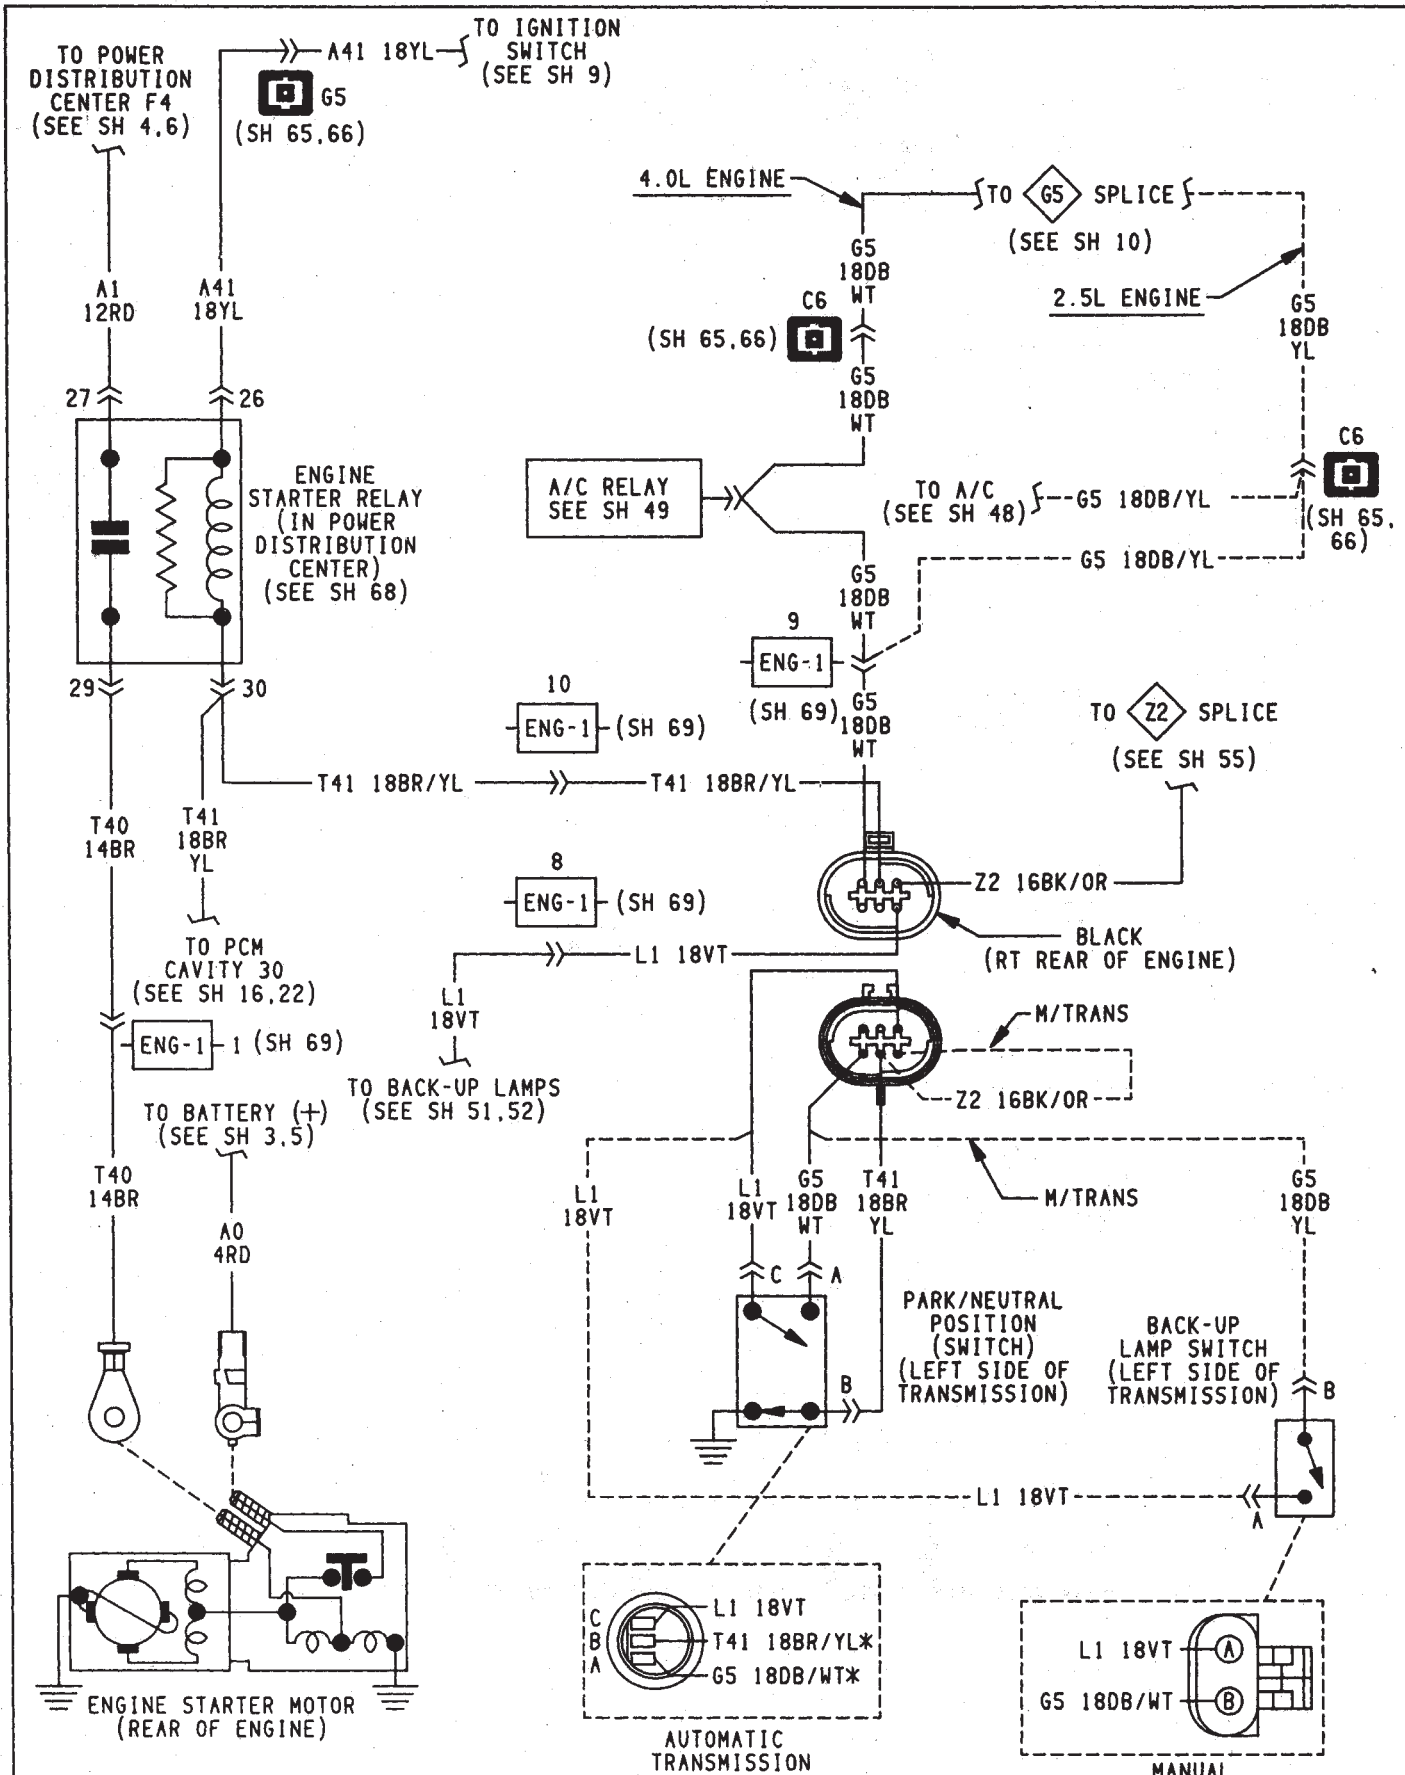 TO POWER
DISTRIBUTION
CENTER F4
(SEE SH 4,6)
A41 18YL
TO IGNITION
SWITCH
(SEE SH 9)
G5
(SH 65,66)
4.0L ENGINE
TO G5 SPLICE
(SEE SH 10)
G5
18DB
WT
2.5L ENGINE
G5
18DB
YL
A1
12RD
A41
18YL
C6
(SH 65,66)
G5
18DB
WT
27
26
C6
(SH 65,
66)
ENGINE
STARTER RELAY
(IN POWER
DISTRIBUTION
CENTER)
(SEE SH 68)
A/C RELAY
SEE SH 49
TO A/C
(SEE SH 48)
G5 18DB/YL
G5 18DB/YL
G5
18DB
WT
9
ENG-1
(SH 69)
G5
18DB
WT
29
30
10
ENG-1
(SH 69)
TO Z2 SPLICE
(SEE SH 55)
T41 18BR/YL
T41 18BR/YL
T40
14BR
T41
18BR
YL
8
ENG-1
(SH 69)
Z2 16BK/OR
BLACK
(RT REAR OF ENGINE)
L1 18VT
TO PCM
CAVITY 30
(SEE SH 16,22)
L1
18VT
M/TRANS
ENG-1
1 (SH 69)
TO BACK-UP LAMPS
(SEE SH 51,52)
Z2 16BK/OR
TO BATTERY (+)
(SEE SH 3,5)
T40
14BR
L1
18VT
L1
18VT
G5
18DB
WT
T41
18BR
YL
M/TRANS
G5
18DB
YL
A0
4RD
C
A
PARK/NEUTRAL
POSITION
(SWITCH)
(LEFT SIDE OF
TRANSMISSION)
BACK-UP
LAMP SWITCH
(LEFT SIDE OF
TRANSMISSION)
B
B
L1 18VT
A
C
B
A
L1 18VT
T41 18BR/YL*
G5 18DB/WT*
L1 18VT
A
G5 18DB/WT
B
ENGINE STARTER MOTOR
(REAR OF ENGINE)
AUTOMATIC
TRANSMISSION
MANUAL